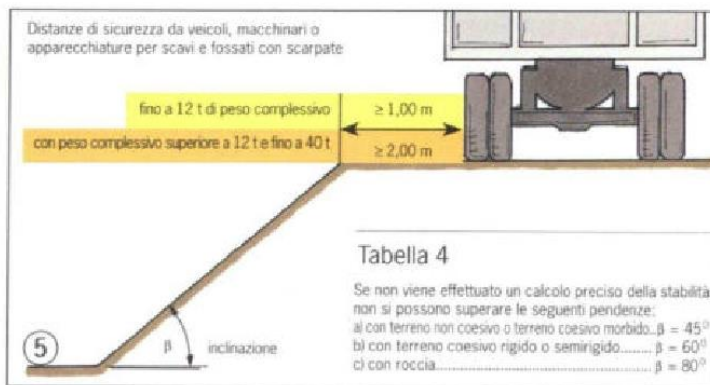 Distanze di sicurezza da veicoli, macchinari o
apparecchiature per scavi e fossati con scarpate
fino a 12 t di peso complessivo ≥ 1,00 m
con peso complessivo superiore a 12 t e fino a 40 t ≥ 2,00 m
Tabella 4
Se non viene effettuato un calcolo preciso della stabilità
non si possono superare le seguenti pendenze:
a) con terreno non coesivo o terreno coesivo morbido.. β = 45°
b) con terreno coesivo rigido o semirigido........ β = 60°
c) con roccia............................................ β = 80°
5 β inclinazione